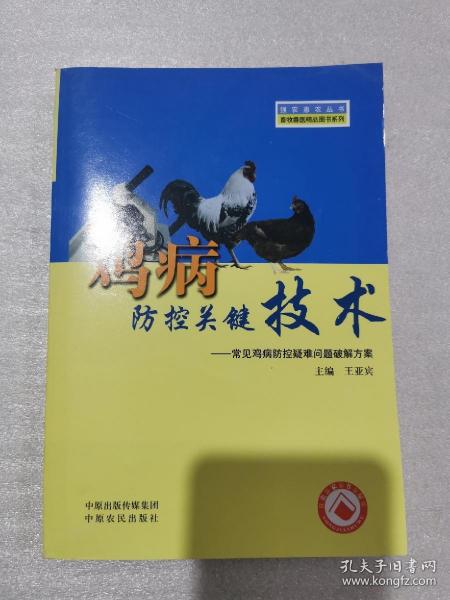 强农惠农丛书
畜牧兽医精品图书系列
鸡病
防控关键技术
——常见鸡病防控疑难问题破解方案
主编 王亚宾
中原出版传媒集团
中原农民出版社
孔夫子旧书网
www.kongfz.com